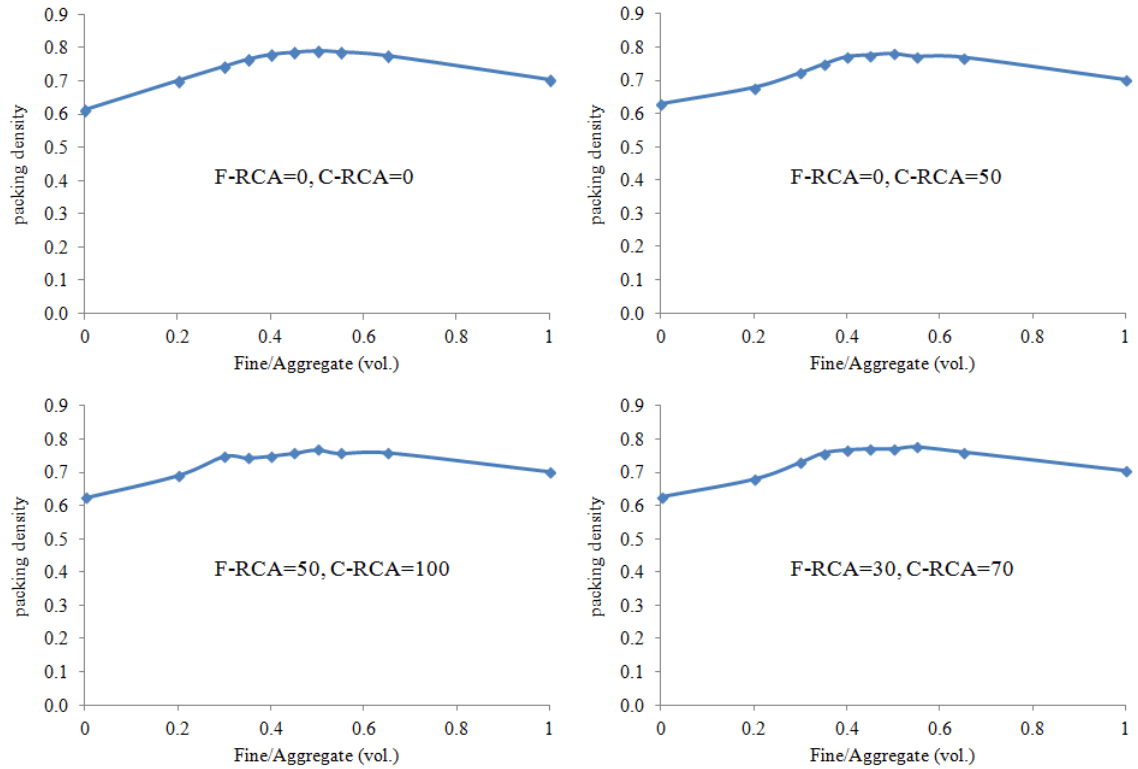 0.9
0.8
0.7
0.6
0.5
0.4
0.3
0.2
0.1
0.0
packing density
F-RCA=0, C-RCA=0
0 0.2 0.4 0.6 0.8 1
Fine/Aggregate (vol.)
0.9
0.8
0.7
0.6
0.5
0.4
0.3
0.2
0.1
0.0
packing density
F-RCA=0, C-RCA=50
0 0.2 0.4 0.6 0.8 1
Fine/Aggregate (vol.)
0.9
0.8
0.7
0.6
0.5
0.4
0.3
0.2
0.1
0.0
packing density
F-RCA=50, C-RCA=100
0 0.2 0.4 0.6 0.8 1
Fine/Aggregate (vol.)
0.9
0.8
0.7
0.6
0.5
0.4
0.3
0.2
0.1
0.0
packing density
F-RCA=30, C-RCA=70
0 0.2 0.4 0.6 0.8 1
Fine/Aggregate (vol.)